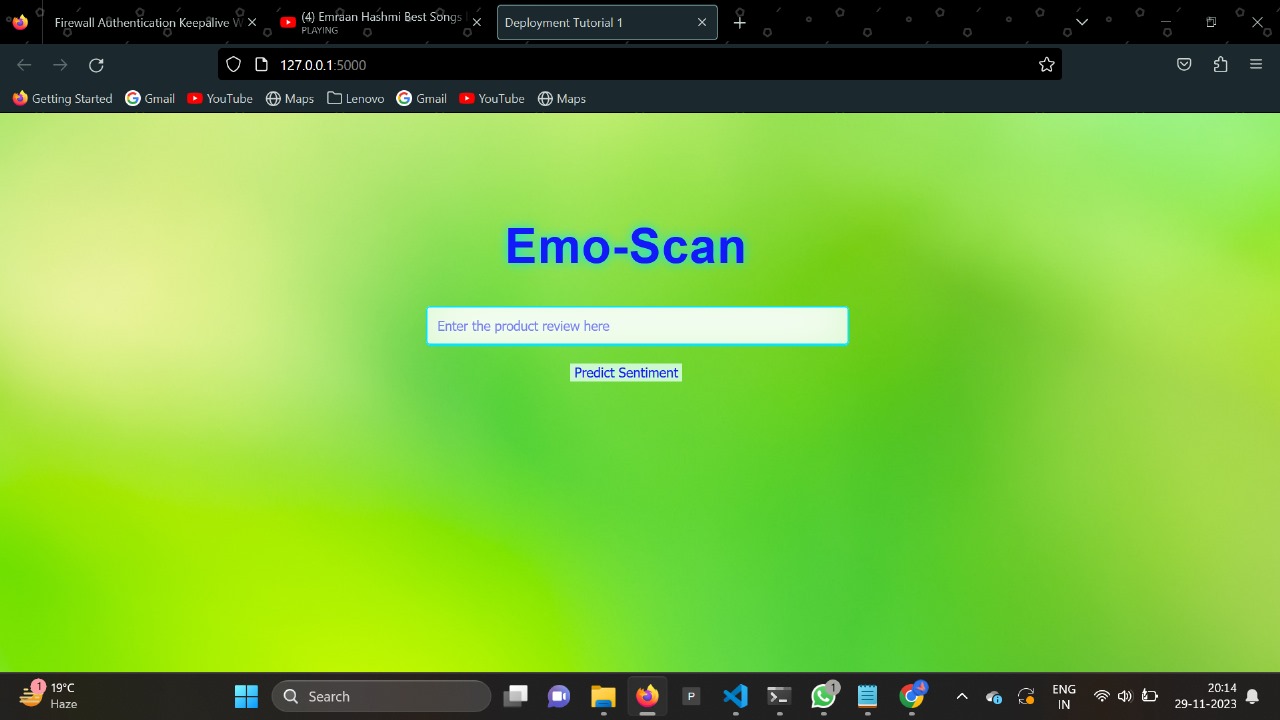 Firewall Authentication Keepalive W
(4) Emraan Hashmi Best Songs |
PLAYING
Deployment Tutorial 1
127.0.0.1:5000
Getting Started
Gmail
YouTube
Maps
Lenovo
Gmail
YouTube
Maps
Emo-Scan
Enter the product review here
Predict Sentiment
1
19°C
Haze
Search
P
1
ENG
IN
20:14
29-11-2023